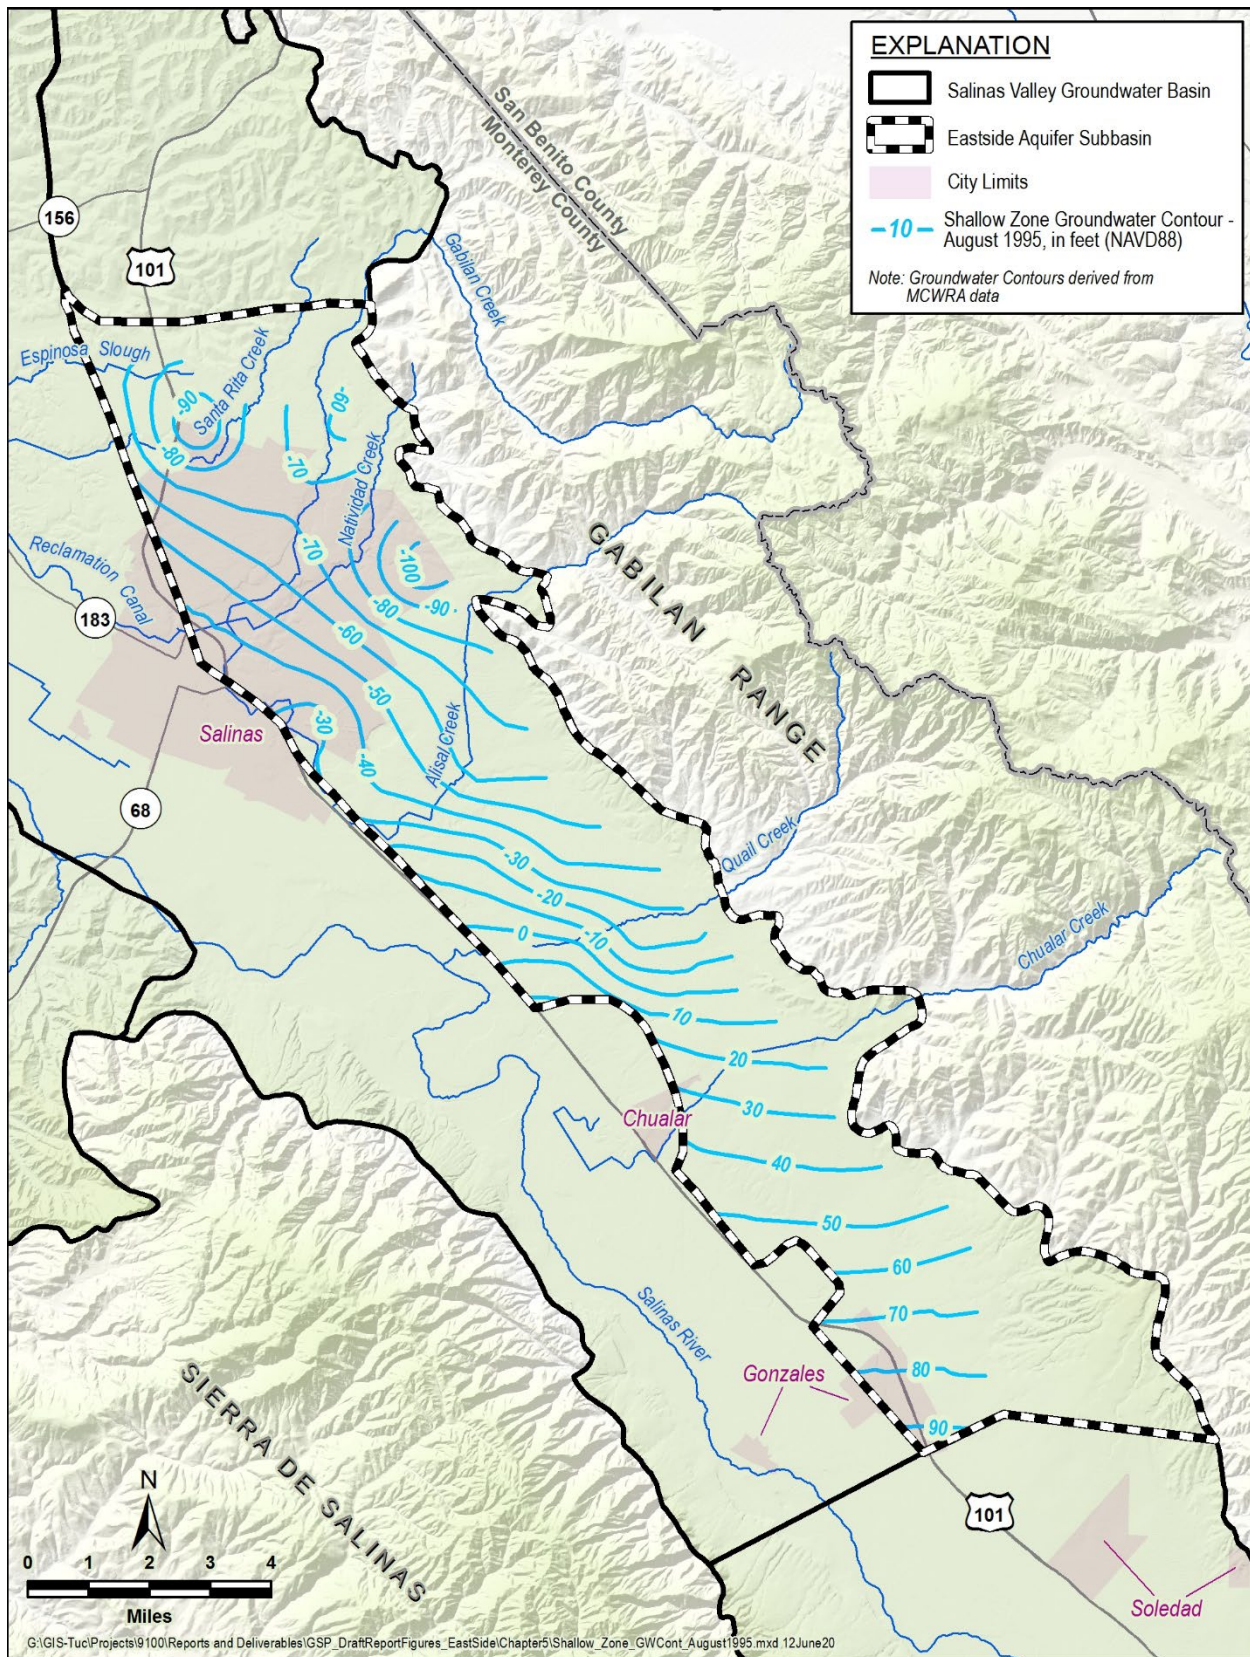 EXPLANATION
Salinas Valley Groundwater Basin
Eastside Aquifer Subbasin
City Limits
-10
Shallow Zone Groundwater Contour -
August 1995, in feet (NAVD88)
Note: Groundwater Contours derived from
MCWRA data
San Benito County
Monterey County
156
101
Gabilan Creek
Espinosa Slough
Santa Rita Creek
-90
-80
-60
-70
Natividad Creek
Reclamation Canal
183
-70
-100
-90
-80
-60
-50
GABILAN RANGE
Salinas
-30
-40
Alisal Creek
68
Quail Creek
-30
-20
-10
0
Chualar Creek
10
20
30
Chualar
40
50
60
Salinas River
70
Gonzales
80
90
SIERRA DE SALINAS
101
Soledad
N
0 1 2 3 4
Miles
G:\GIS-Tuc\Projects\9100\Reports and Deliverables\GSP_DraftReportFigures_EastSide\Chapter5\Shallow_Zone_GWCont_August1995.mxd 12June20